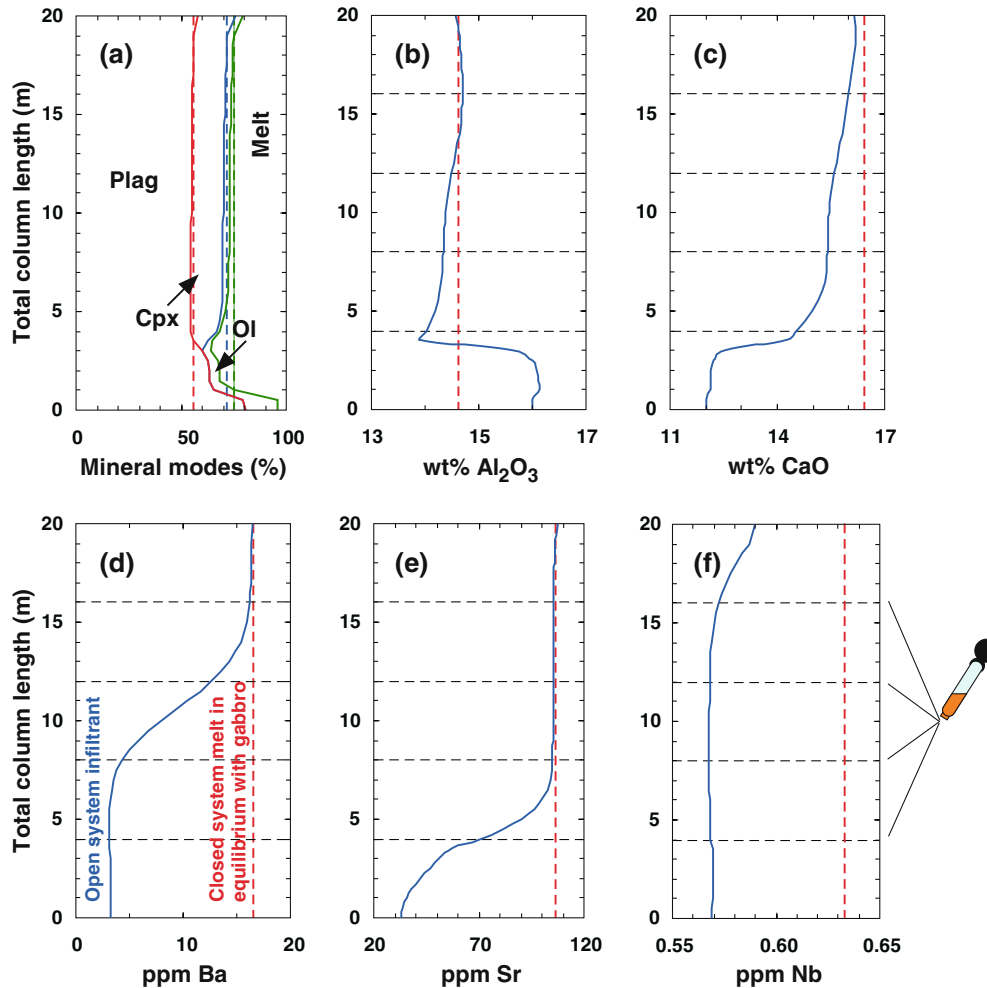 (a)
Plag
Melt
Cpx
Ol
20
15
10
5
0
Total column length (m)
0 50 100
Mineral modes (%)
(b)
20
15
10
5
0
13 15 17
wt% Al₂O₃
(c)
20
15
10
5
0
11 13 15 17
wt% CaO
(d)
20
15
10
5
0
Total column length (m)
Open system infiltrant
Closed system melt in
equilibrium with gabbro
0 10 20
ppm Ba
(e)
20
15
10
5
0
20 70 120
ppm Sr
(f)
20
15
10
5
0
0.55 0.60 0.65
ppm Nb